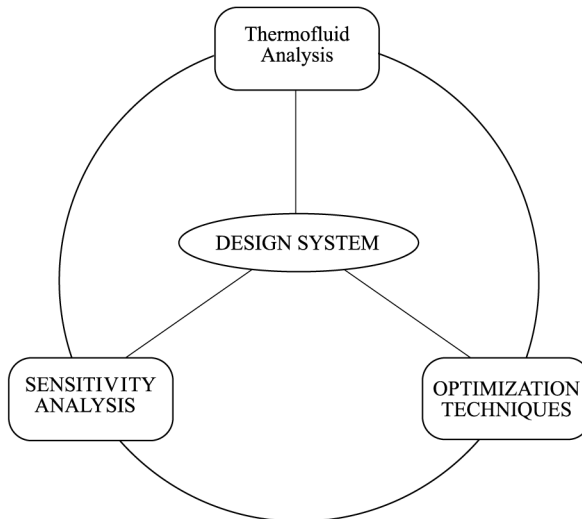 Thermofluid
Analysis
DESIGN SYSTEM
SENSITIVITY
ANALYSIS
OPTIMIZATION
TECHNIQUES